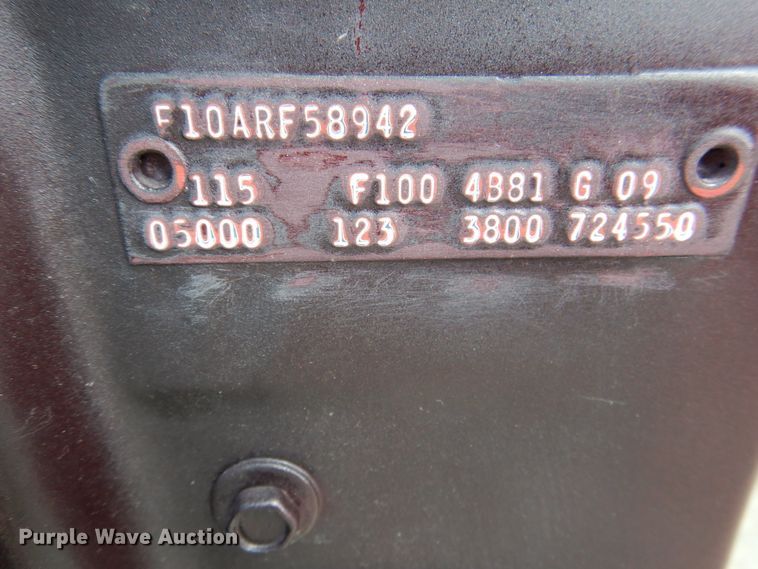 F10ARF58942
115 F100 4B81 G 09
05000 123 3800 724550
Purple Wave Auction